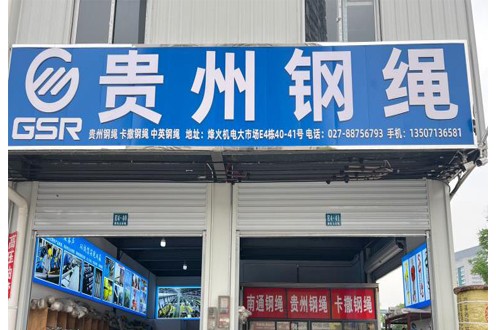 贵州钢绳
GSR
贵州钢绳 卡撒钢绳 中英钢绳 地址：烽火机电大市场E4栋40-41号 电话：027-88756793 手机：13507136581
南通钢绳 贵州钢绳 卡撒钢绳